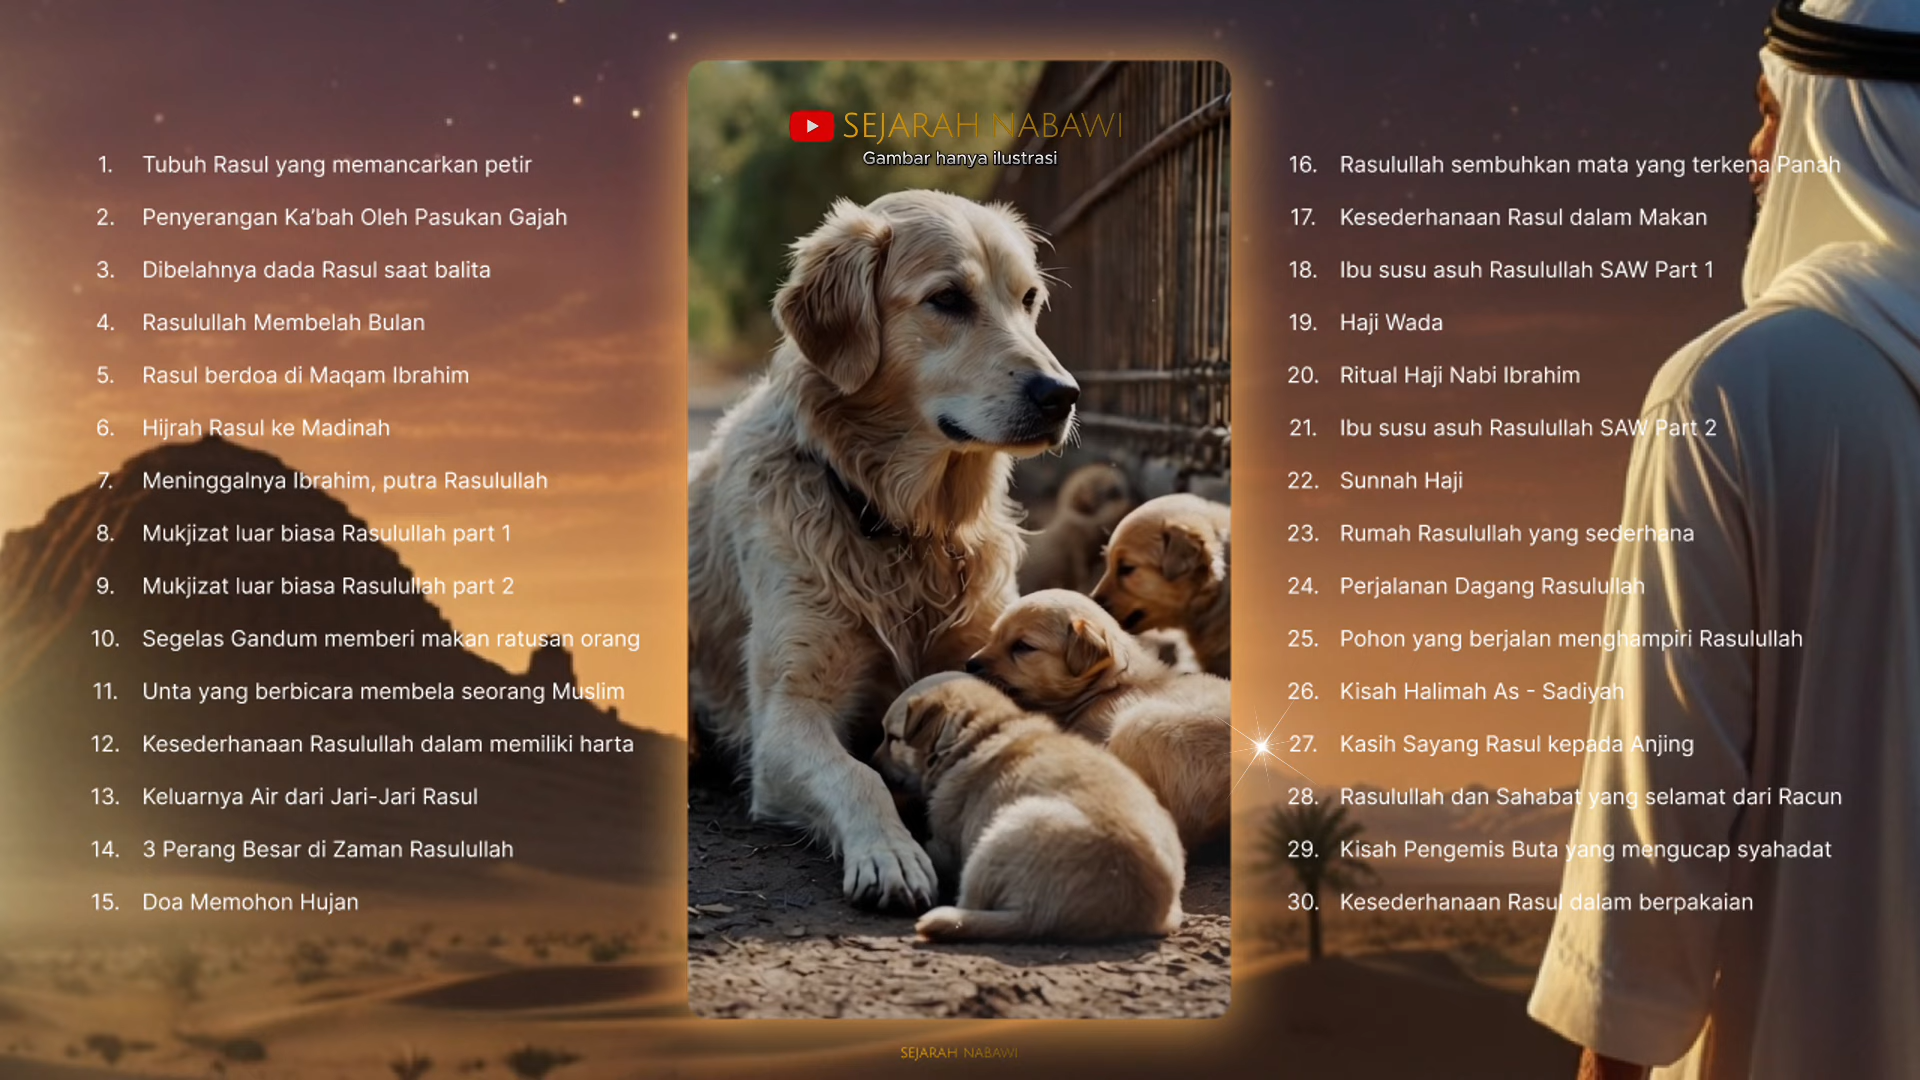 SEJARAH NABAWI
Gambar hanya ilustrasi
1. Tubuh Rasul yang memancarkan petir
2. Penyerangan Ka’bah Oleh Pasukan Gajah
3. Dibelahnya dada Rasul saat balita
4. Rasulullah Membelah Bulan
5. Rasul berdoa di Maqam Ibrahim
6. Hijrah Rasul ke Madinah
7. Meninggalnya Ibrahim, putra Rasulullah
8. Mukjizat luar biasa Rasulullah part 1
9. Mukjizat luar biasa Rasulullah part 2
10. Segelas Gandum memberi makan ratusan orang
11. Unta yang berbicara membela seorang Muslim
12. Kesederhanaan Rasulullah dalam memiliki harta
13. Keluarnya Air dari Jari-Jari Rasul
14. 3 Perang Besar di Zaman Rasulullah
15. Doa Memohon Hujan
16. Rasulullah sembuhkan mata yang terkena Panah
17. Kesederhanaan Rasul dalam Makan
18. Ibu susu asuh Rasulullah SAW Part 1
19. Haji Wada
20. Ritual Haji Nabi Ibrahim
21. Ibu susu asuh Rasulullah SAW Part 2
22. Sunnah Haji
23. Rumah Rasulullah yang sederhana
24. Perjalanan Dagang Rasulullah
25. Pohon yang berjalan menghampiri Rasulullah
26. Kisah Halimah As - Sadiyah
27. Kasih Sayang Rasul kepada Anjing
28. Rasulullah dan Sahabat yang selamat dari Racun
29. Kisah Pengemis Buta yang mengucap syahadat
30. Kesederhanaan Rasul dalam berpakaian
SEJARAH NABAWI